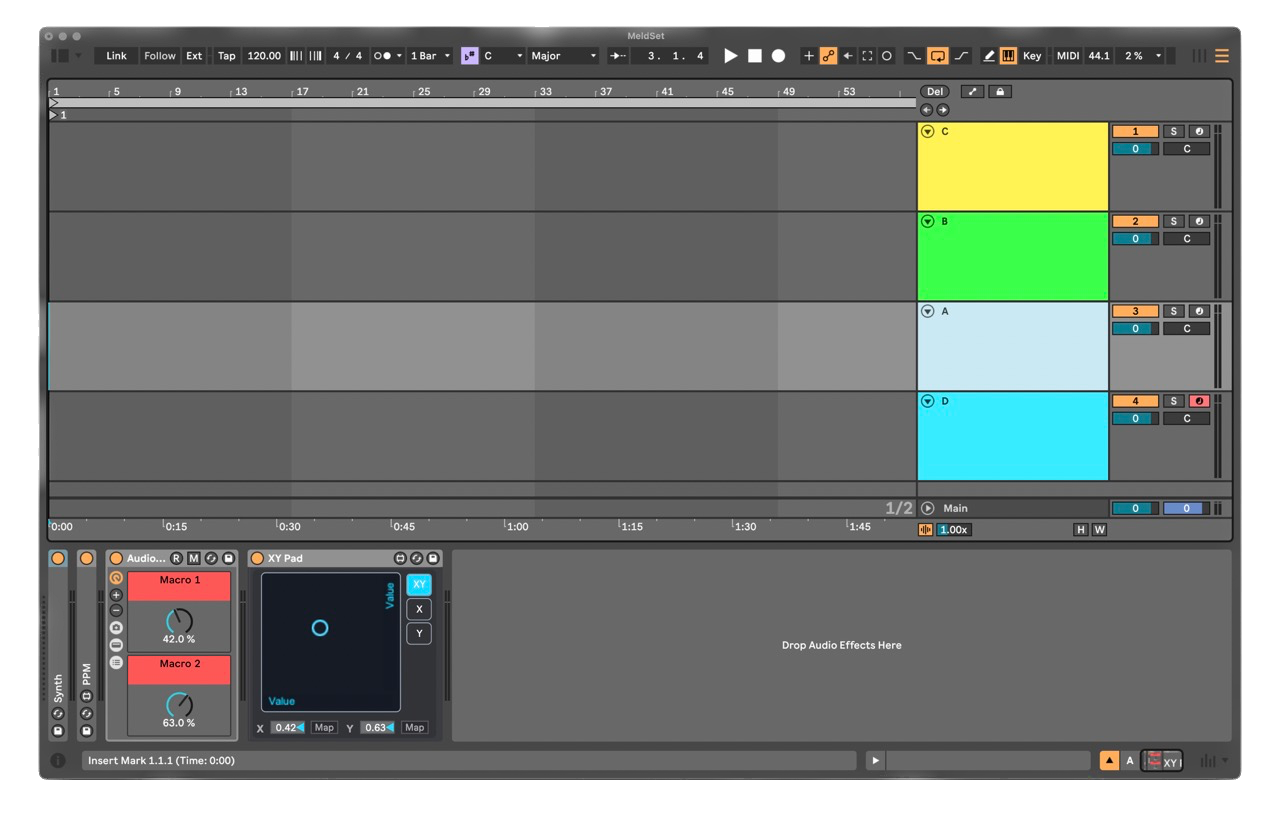 MeldSet
Link Follow Ext Tap 120.00 4 / 4 1 Bar C Major 3. 1. 4 Key MIDI 44.1 2 %
1 5 9 13 17 21 25 29 33 37 41 45 49 53 Del
1
C 1 S
0 C
B 2 S
0 C
A 3 S
0 C
D 4 S
0 C
1/2 Main 0 0
0:00 0:15 0:30 0:45 1:00 1:15 1:30 1:45 1.00x H W
Synth
PPM
Audio... R M
Macro 1
42.0 %
Macro 2
63.0 %
XY Pad
Value
XY
X
Y
Value
X 0.42 Map Y 0.63 Map
Drop Audio Effects Here
Insert Mark 1.1.1 (Time: 0:00) A XY